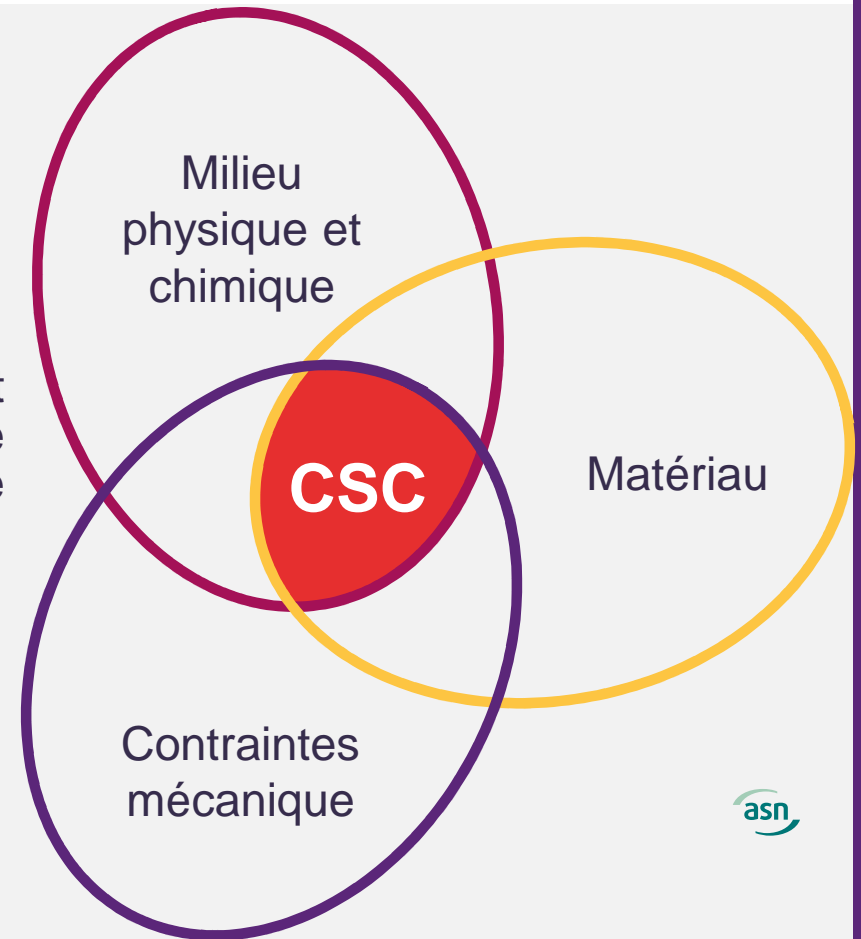 Milieu
physique et
chimique
CSC
Matériau
Contraintes
mécanique
asn